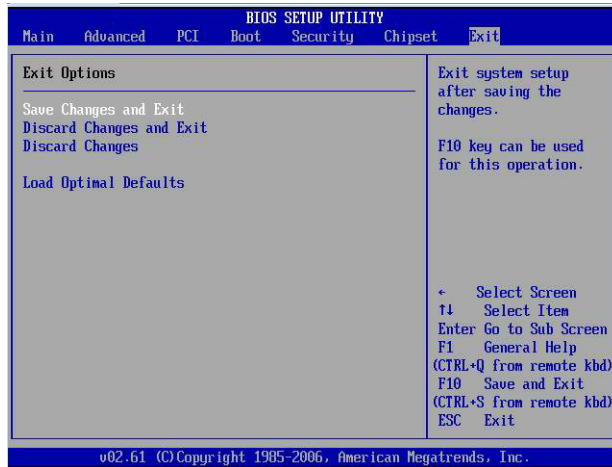 BIOS SETUP UTILITY
Main Advanced PCI Boot Security Chipset Exit
Exit Options
Save Changes and Exit
Discard Changes and Exit
Discard Changes
Load Optimal Defaults
Exit system setup
after saving the
changes.
F10 key can be used
for this operation.
← Select Screen
↑↓ Select Item
Enter Go to Sub Screen
F1 General Help
(CTRL+Q from remote kbd)
F10 Save and Exit
(CTRL+S from remote kbd)
ESC Exit
v02.61 (C)Copyright 1985-2006, American Megatrends, Inc.